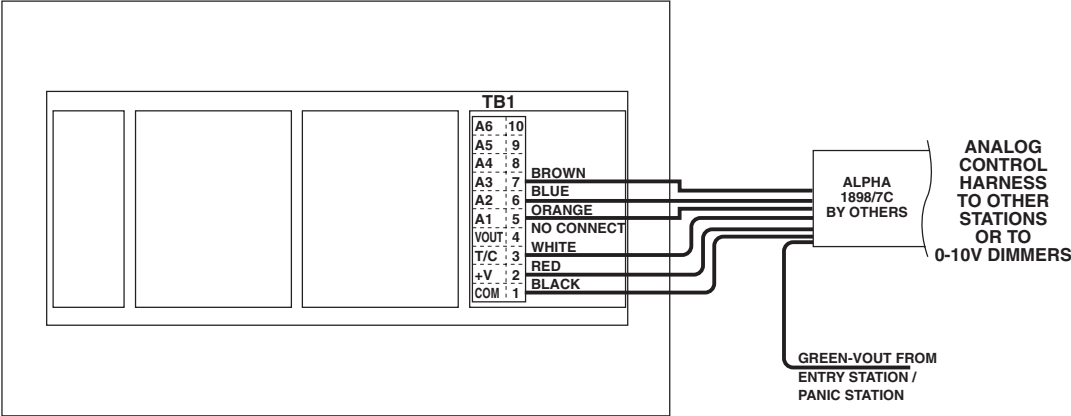 TB1
A6 10
A5 9
A4 8
A3 7 BROWN
A2 6 BLUE
A1 5 ORANGE
VOUT 4 NO CONNECT
T/C 3 WHITE
+V 2 RED
COM 1 BLACK
ALPHA
1898/7C
BY OTHERS
ANALOG
CONTROL
HARNESS
TO OTHER
STATIONS
OR TO
0-10V DIMMERS
GREEN-VOUT FROM
ENTRY STATION /
PANIC STATION